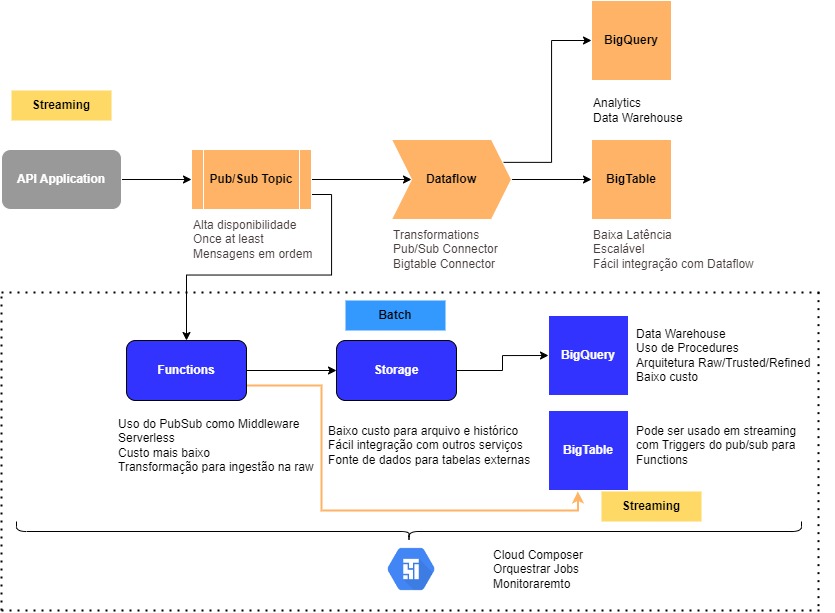 BigQuery
Analytics
Data Warehouse
Streaming
API Application
Pub/Sub Topic
Dataflow
BigTable
Alta disponibilidade
Once at least
Mensagens em ordem
Transformations
Pub/Sub Connector
Bigtable Connector
Baixa Latência
Escalável
Fácil integração com Dataflow
Batch
Functions
Storage
BigQuery
Data Warehouse
Uso de Procedures
Arquitetura Raw/Trusted/Refined
Baixo custo
Uso do PubSub como Middleware
Serverless
Custo mais baixo
Transformação para ingestão na raw
Baixo custo para arquivo e histórico
Fácil integração com outros serviços
Fonte de dados para tabelas externas
BigTable
Pode ser usado em streaming
com Triggers do pub/sub para
Functions
Streaming
Cloud Composer
Orquestrar Jobs
Monitoraremto